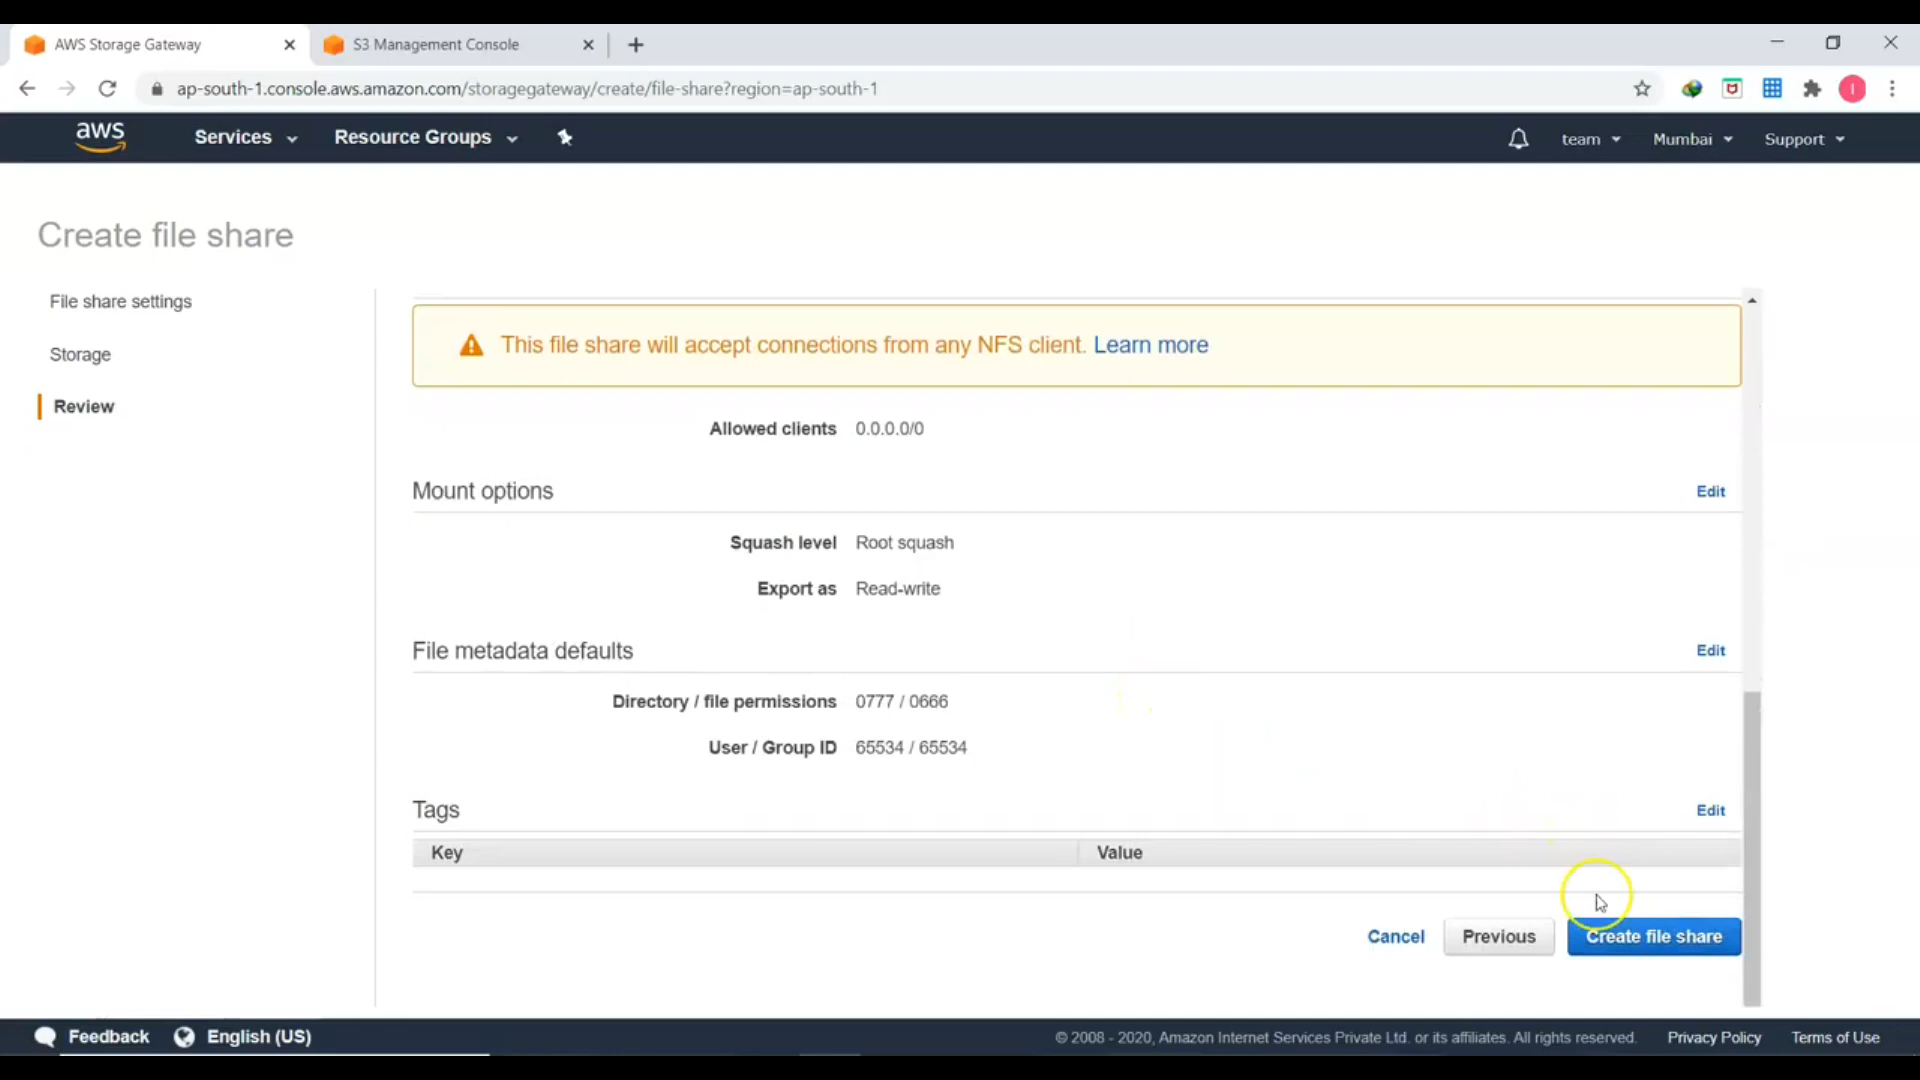 AWS Storage Gateway
S3 Management Console
ap-south-1.console.aws.amazon.com/storagegateway/create/file-share?region=ap-south-1
aws
Services
Resource Groups
team
Mumbai
Support
Create file share
File share settings
Storage
Review
This file share will accept connections from any NFS client. Learn more
Allowed clients 0.0.0.0/0
Mount options Edit
Squash level Root squash
Export as Read-write
File metadata defaults Edit
Directory / file permissions 0777 / 0666
User / Group ID 65534 / 65534
Tags Edit
Key Value
Cancel Previous Create file share
Feedback English (US) © 2008 - 2020, Amazon Internet Services Private Ltd. or its affiliates. All rights reserved. Privacy Policy Terms of Use